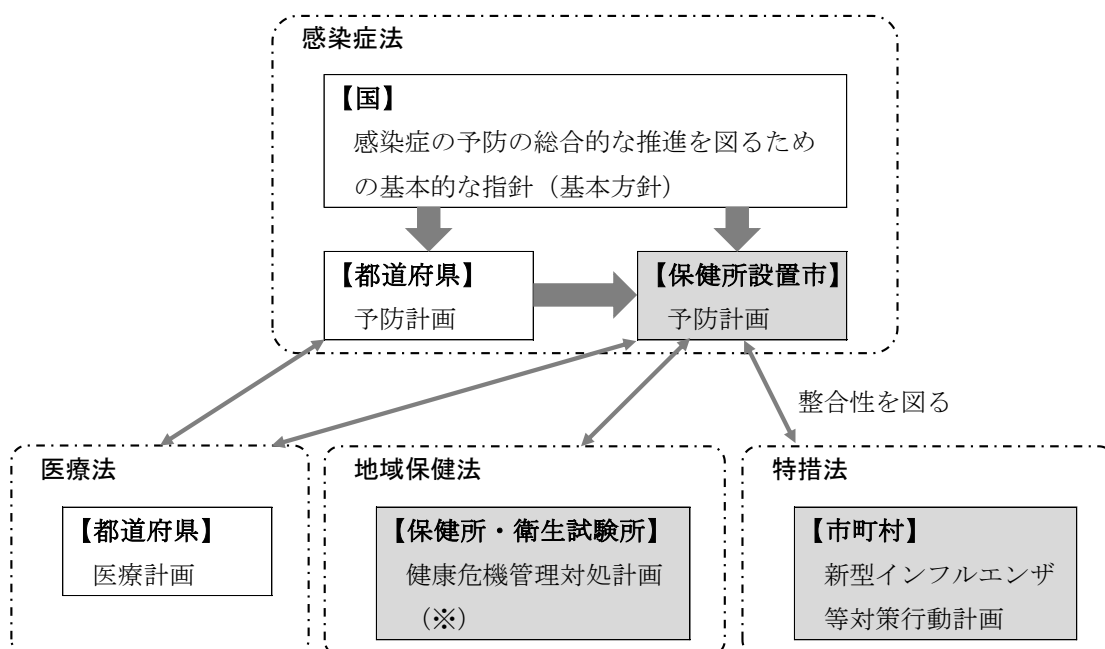 感染症法
【国】
感染症の予防の総合的な推進を図るため
の基本的な指針（基本方針）
【都道府県】
予防計画
【保健所設置市】
予防計画
整合性を図る
医療法
【都道府県】
医療計画
地域保健法
【保健所・衛生試験所】
健康危機管理対処計画
（※）
特措法
【市町村】
新型インフルエンザ
等対策行動計画